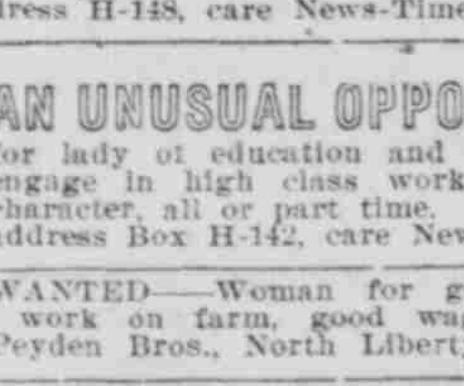 dress H-148, care News-Time
AN UNUSUAL OPPO
for lady of education and
engage in high class work
character, all or part time.
address Box H-142, care New
WANTED——Woman for g
work on farm, good wag
Peyden Bros., North Libert